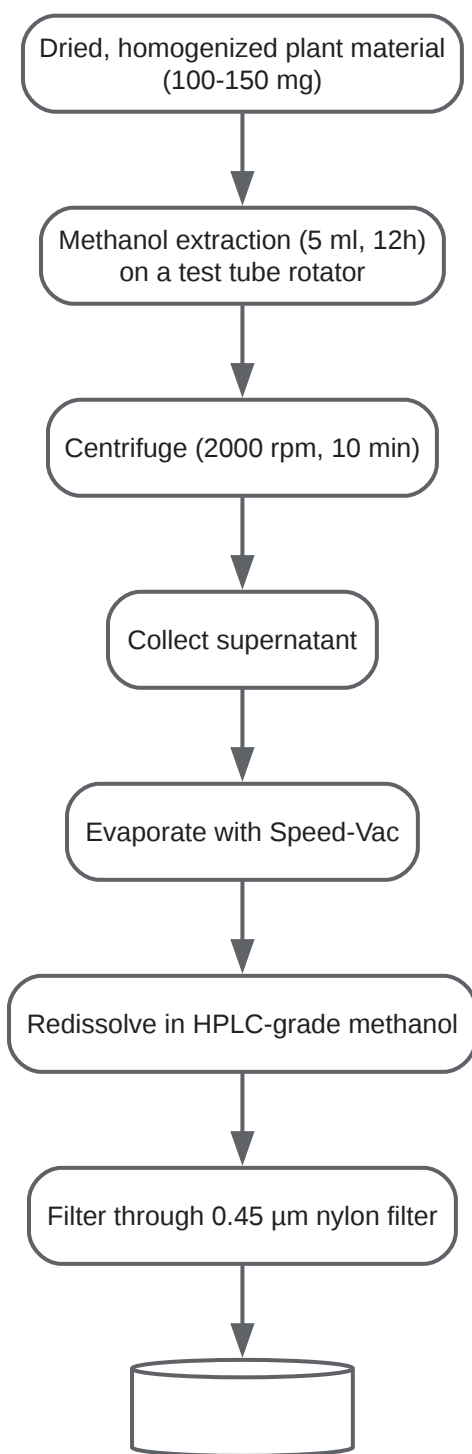 Dried, homogenized plant material
(100-150 mg)
Methanol extraction (5 ml, 12h)
on a test tube rotator
Centrifuge (2000 rpm, 10 min)
Collect supernatant
Evaporate with Speed-Vac
Redissolve in HPLC-grade methanol
Filter through 0.45 µm nylon filter